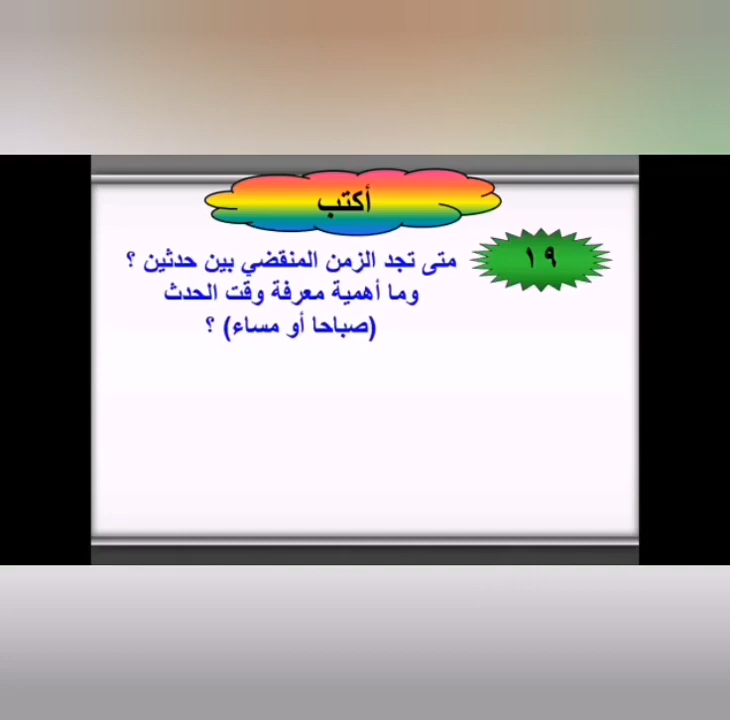 أكتب
١٩
متى تجد الزمن المنقضي بين حدثين ؟
وما أهمية معرفة وقت الحدث
(صباحا أو مساء) ؟